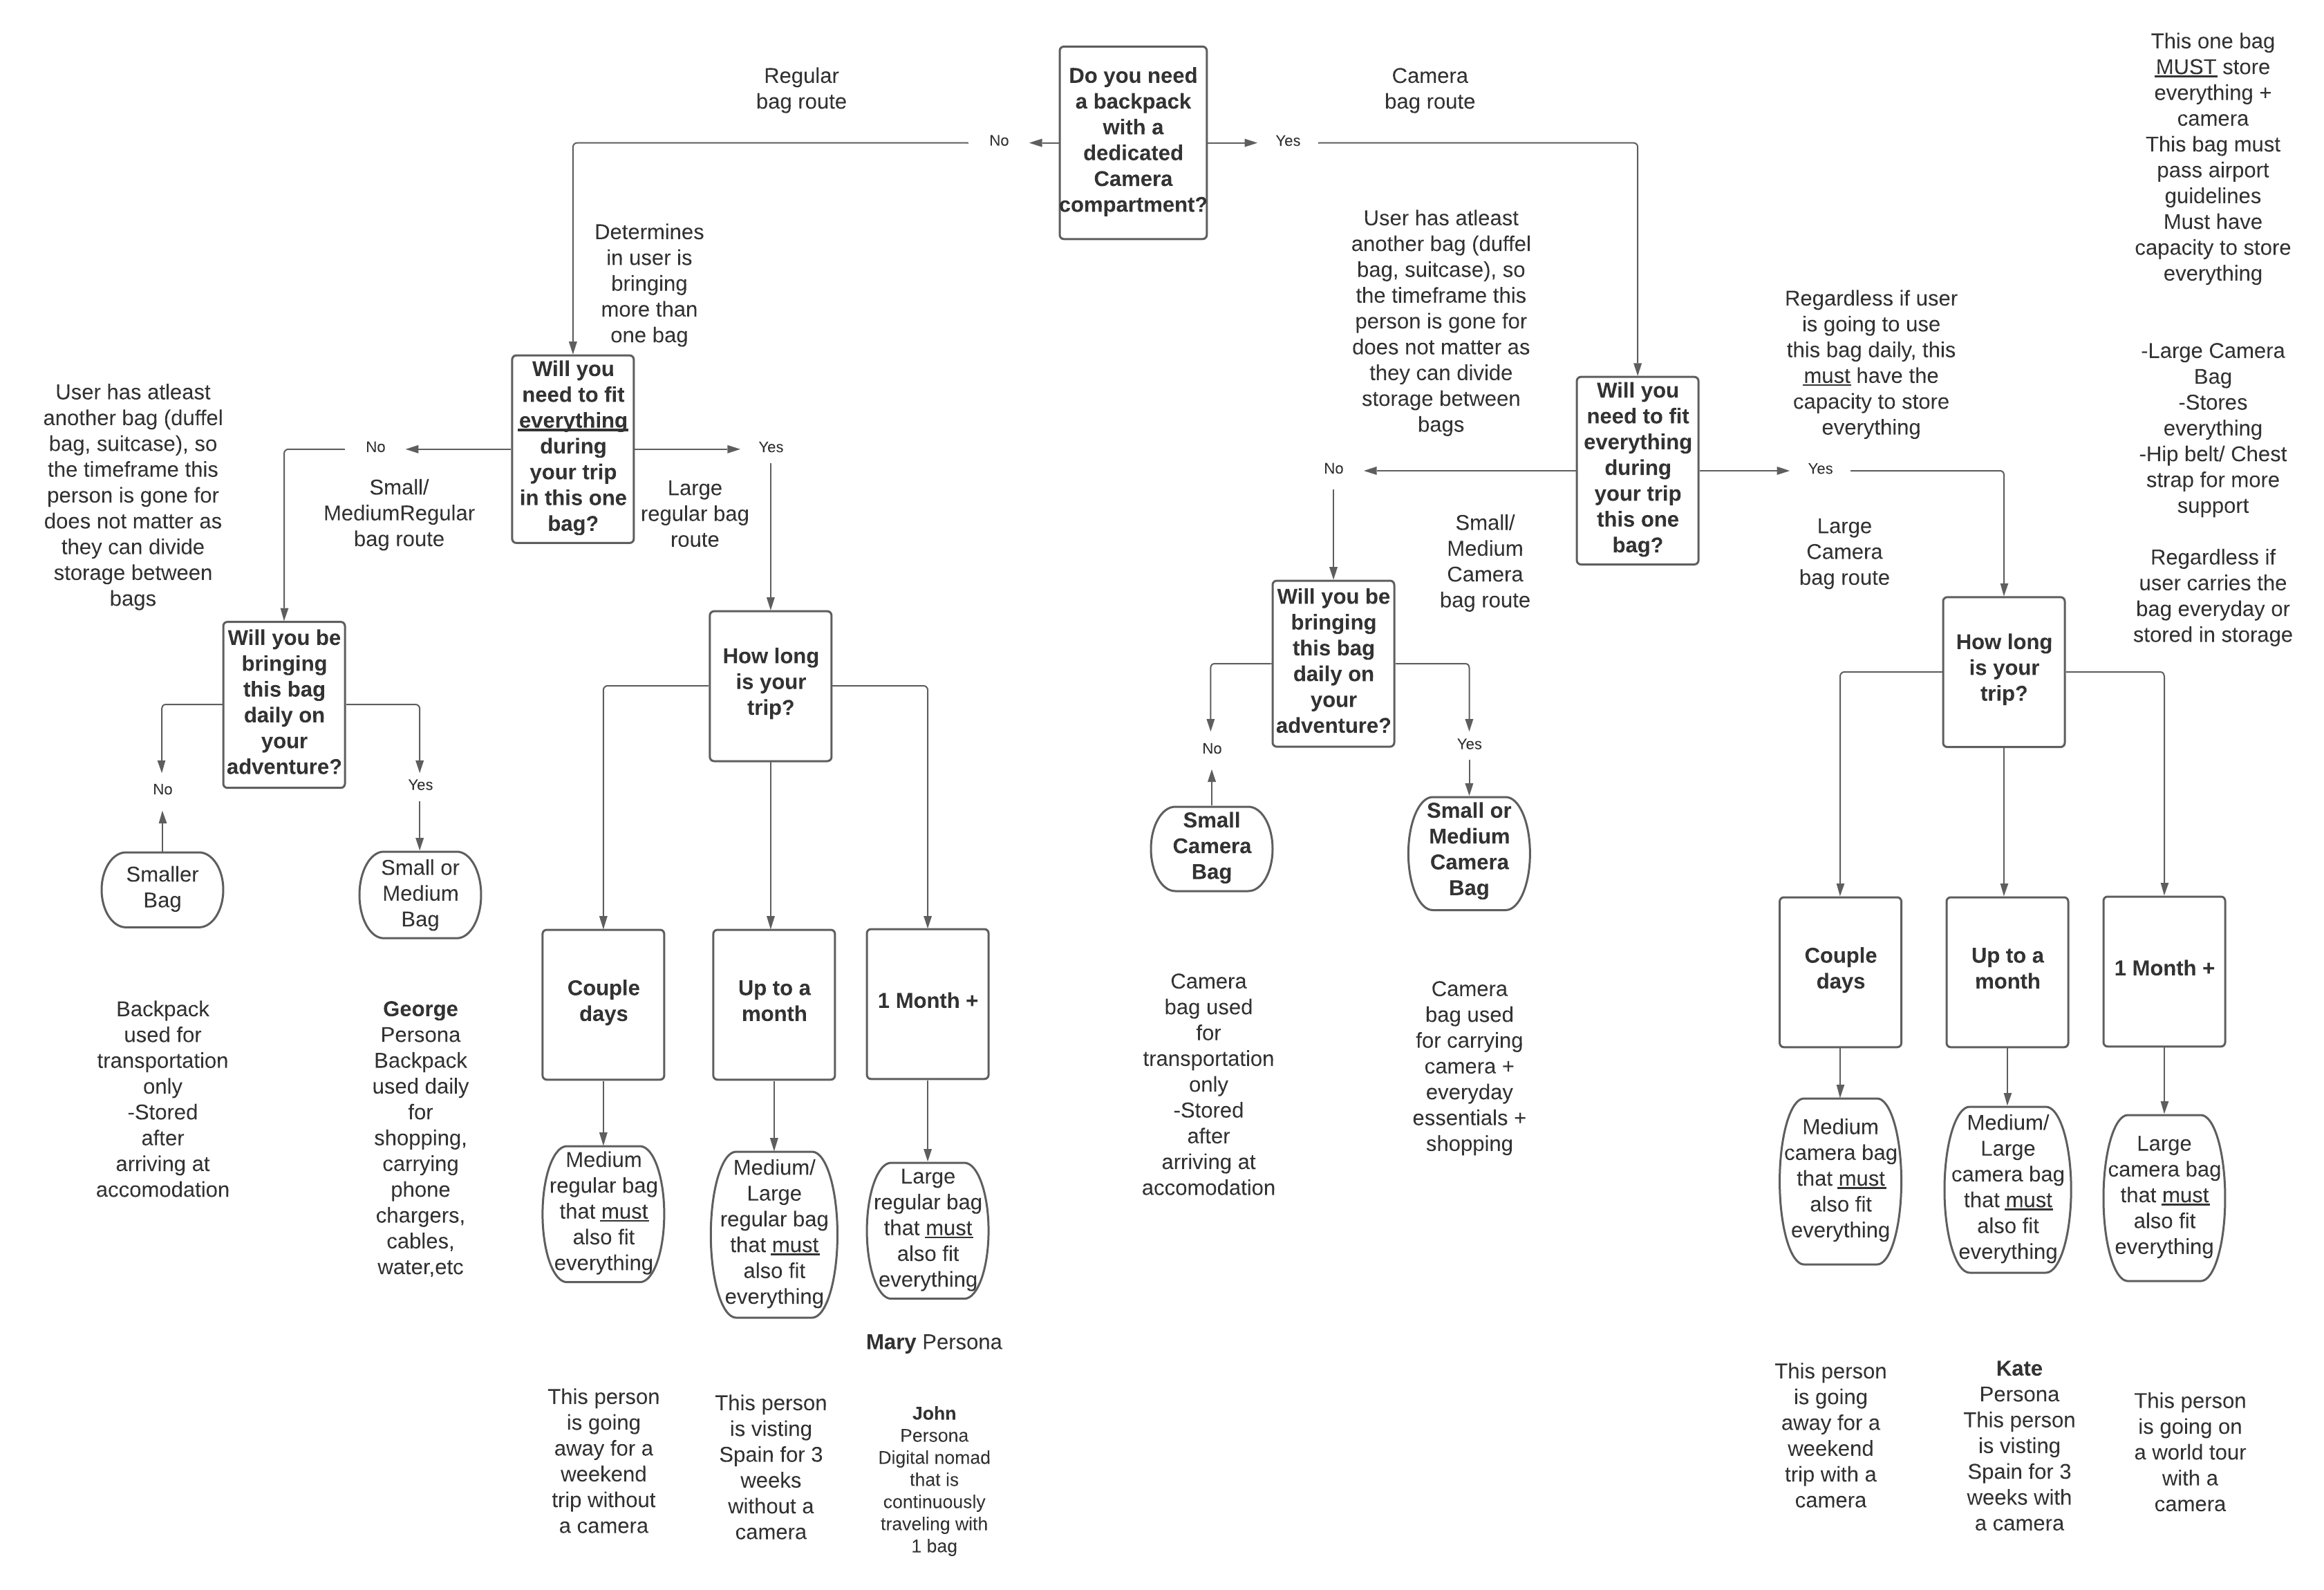 Regular
bag route
Do you need
a backpack
with a
dedicated
Camera
compartment?
Camera
bag route
No
Yes
This one bag
MUST store
everything +
camera
This bag must
pass airport
guidelines
Must have
capacity to store
everything
-Large Camera
Bag
-Stores
everything
-Hip belt/ Chest
strap for more
support
Regardless if
user carries the
bag everyday or
stored in storage
Determines
in user is
bringing
more than
one bag
User has atleast
another bag (duffel
bag, suitcase), so
the timeframe this
person is gone for
does not matter as
they can divide
storage between
bags
Will you
need to fit
everything
during
your trip
in this one
bag?
No
Yes
Small/
MediumRegular
bag route
Large
regular bag
route
Will you be
bringing
this bag
daily on
your
adventure?
No
Yes
Smaller
Bag
Small or
Medium
Bag
Backpack
used for
transportation
only
-Stored
after
arriving at
accomodation
George
Persona
Backpack
used daily
for
shopping,
carrying
phone
chargers,
cables,
water,etc
How long
is your
trip?
Couple
days
Up to a
month
1 Month +
Medium
regular bag
that must
also fit
everything
Medium/
Large
regular bag
that must
also fit
everything
Large
regular bag
that must
also fit
everything
Mary Persona
This person
is going
away for a
weekend
trip without
a camera
This person
is visting
Spain for 3
weeks
without a
camera
John
Persona
Digital nomad
that is
continuously
traveling with
1 bag
User has atleast
another bag (duffel
bag, suitcase), so
the timeframe this
person is gone for
does not matter as
they can divide
storage between
bags
Regardless if user
is going to use
this bag daily, this
must have the
capacity to store
everything
Will you
need to fit
everything
during
your trip
this one
bag?
No
Yes
Small/
Medium
Camera
bag route
Large
Camera
bag route
Will you be
bringing
this bag
daily on
your
adventure?
No
Yes
Small
Camera
Bag
Small or
Medium
Camera
Bag
Camera
bag used
for
transportation
only
-Stored
after
arriving at
accomodation
Camera
bag used
for carrying
camera +
everyday
essentials +
shopping
How long
is your
trip?
Couple
days
Up to a
month
1 Month +
Medium
camera bag
that must
also fit
everything
Medium/
Large
camera bag
that must
also fit
everything
Large
camera bag
that must
also fit
everything
This person
is going
away for a
weekend
trip with a
camera
Kate
Persona
This person
is visting
Spain for 3
weeks with
a camera
This person
is going on
a world tour
with a
camera